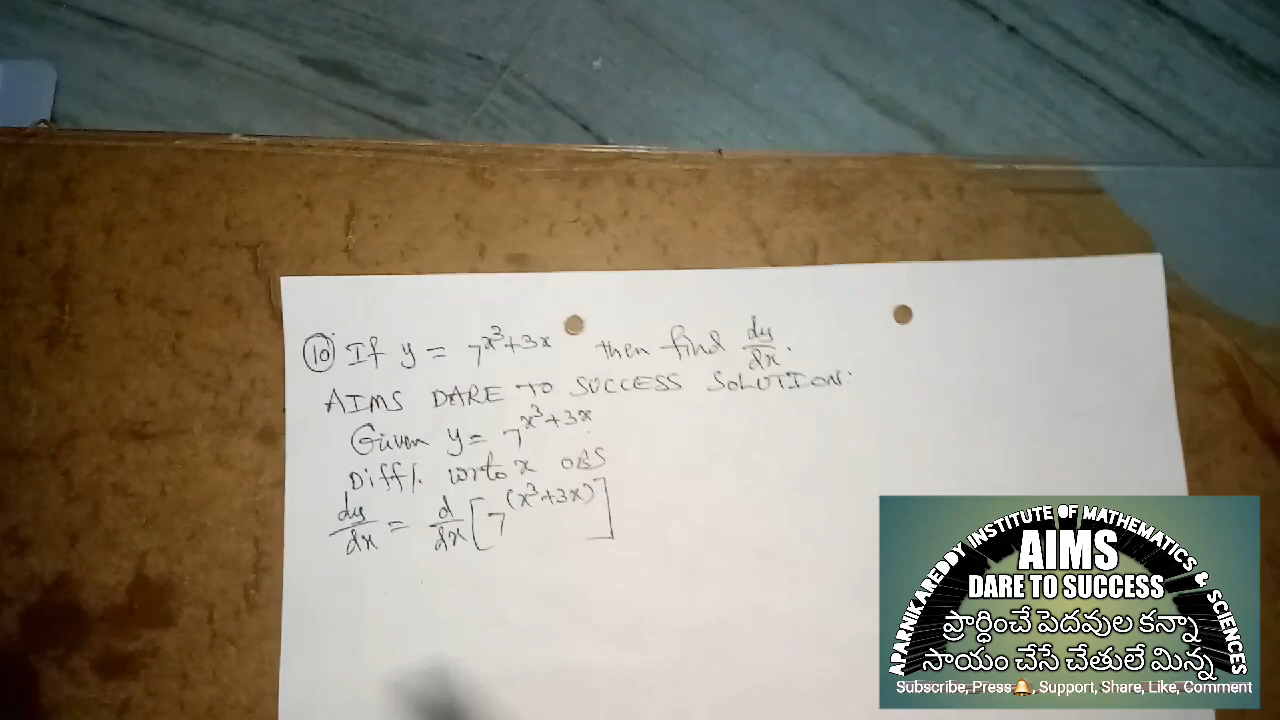 10 If y = 7^x³+3x then find dy/dx.
AIMS DARE TO SUCCESS SOLUTION:
Given y = 7^x³+3x
Diff/. w.r.to x OBS
dy/dx = d/dx [7^(x³+3x)]
APARNIKAREDDY INSTITUTE OF MATHEMATICS & SCIENCES
AIMS
DARE TO SUCCESS
ప్రార్థించే పెదవుల కన్నా
సాయం చేసే చేతులే మిన్న
Subscribe, Press🔔, Support, Share, Like, Comment